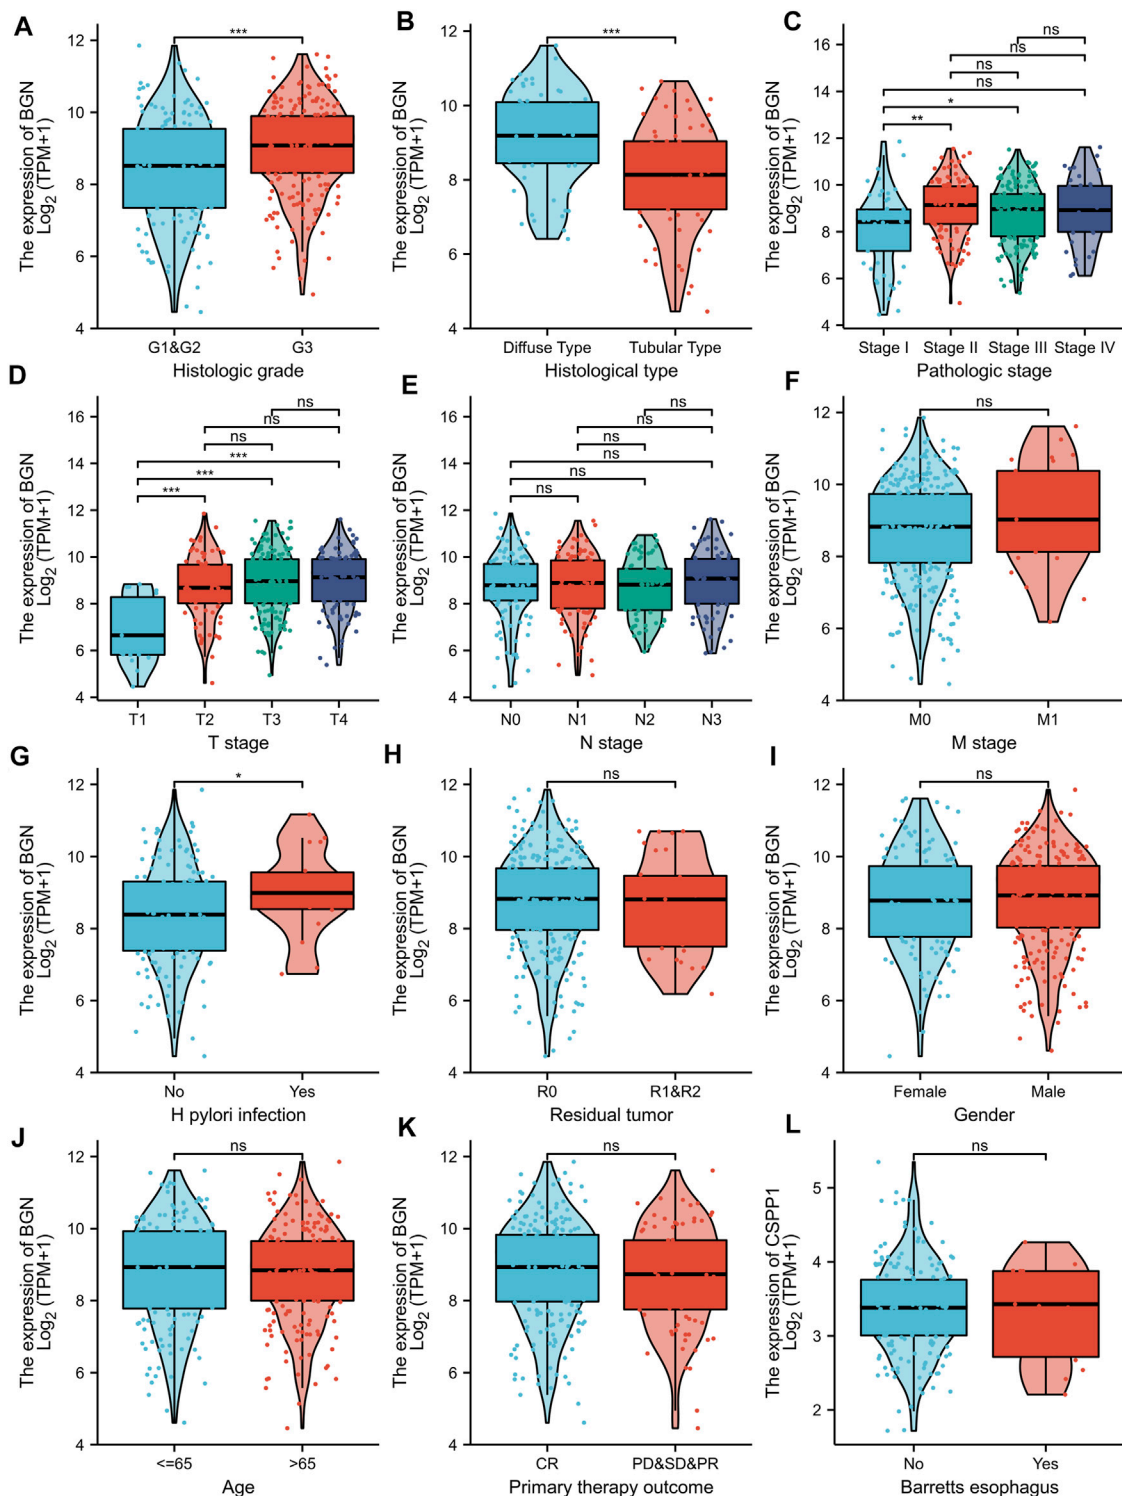 A
The expression of BGN
Log2 (TPM+1)
12
10
8
6
4
***
G1&G2 G3
Histologic grade
B
The expression of BGN
Log2 (TPM+1)
10
8
6
4
***
Diffuse Type Tubular Type
Histological type
C
The expression of BGN
Log2 (TPM+1)
16
14
12
10
8
6
4
ns
ns
ns
ns
*
**
Stage I Stage II Stage III Stage IV
Pathologic stage
D
The expression of BGN
Log2 (TPM+1)
16
14
12
10
8
6
4
ns
ns
ns
***
***
***
T1 T2 T3 T4
T stage
E
The expression of BGN
Log2 (TPM+1)
16
14
12
10
8
6
4
ns
ns
ns
ns
ns
ns
N0 N1 N2 N3
N stage
F
The expression of BGN
Log2 (TPM+1)
12
10
8
6
4
ns
M0 M1
M stage
G
The expression of BGN
Log2 (TPM+1)
12
10
8
6
4
*
No Yes
H pylori infection
H
The expression of BGN
Log2 (TPM+1)
12
10
8
6
4
ns
R0 R1&R2
Residual tumor
I
The expression of BGN
Log2 (TPM+1)
12
10
8
6
4
ns
Female Male
Gender
J
The expression of BGN
Log2 (TPM+1)
12
10
8
6
4
ns
<=65 >65
Age
K
The expression of BGN
Log2 (TPM+1)
12
10
8
6
4
ns
CR PD&SD&PR
Primary therapy outcome
L
The expression of CSPP1
Log2 (TPM+1)
5
4
3
2
ns
No Yes
Barretts esophagus